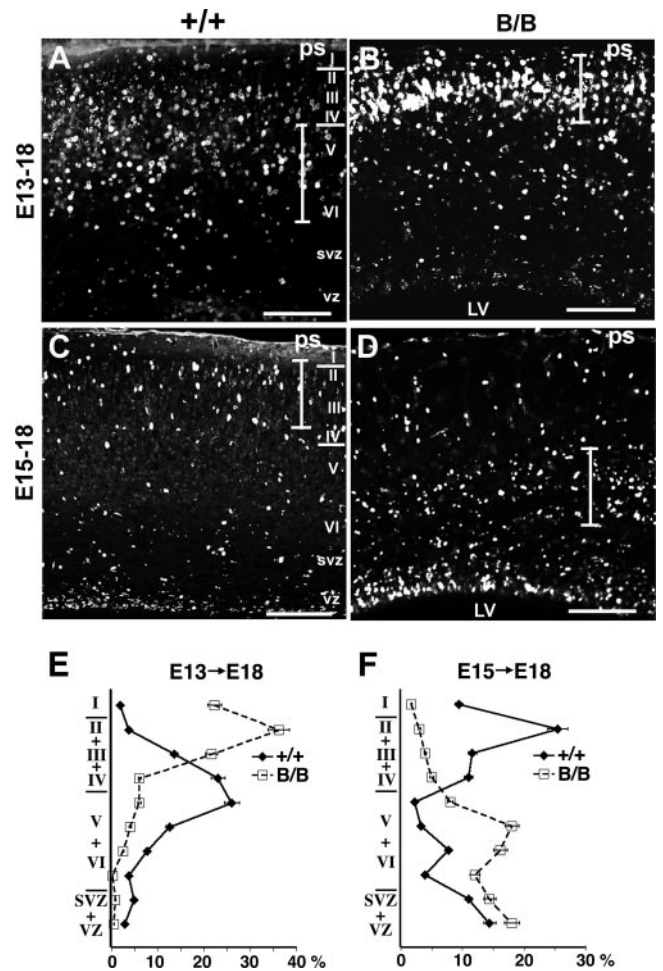 +/+ B/B
E13-18
A ps I II III IV V VI SVZ VZ
B ps LV
E15-18
C ps I II III IV V VI SVZ VZ
D ps LV
E E13→E18
I
II
+
III
+
IV
V
+
VI
SVZ
+
VZ
+/+
B/B
0 10 20 30 40 %
F E15→E18
I
II
+
III
+
IV
V
+
VI
SVZ
+
VZ
+/+
B/B
0 10 20 30 %